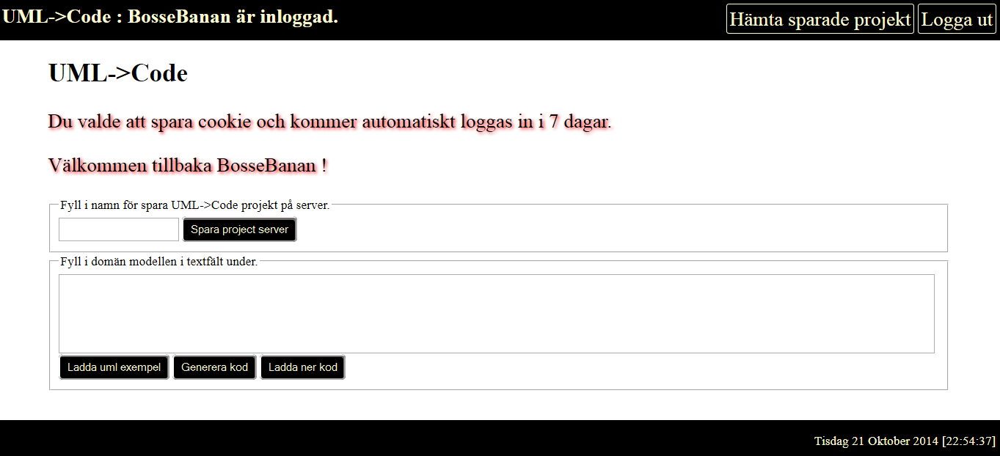 UML->Code : BosseBanan är inloggad.
Hämta sparade projekt
Logga ut
UML->Code
Du valde att spara cookie och kommer automatiskt loggas in i 7 dagar.
Välkommen tillbaka BosseBanan !
Fyll i namn för spara UML->Code projekt på server.
Spara project server
Fyll i domän modellen i textfält under.
Ladda uml exempel
Generera kod
Ladda ner kod
Tisdag 21 Oktober 2014 [22:54:37]